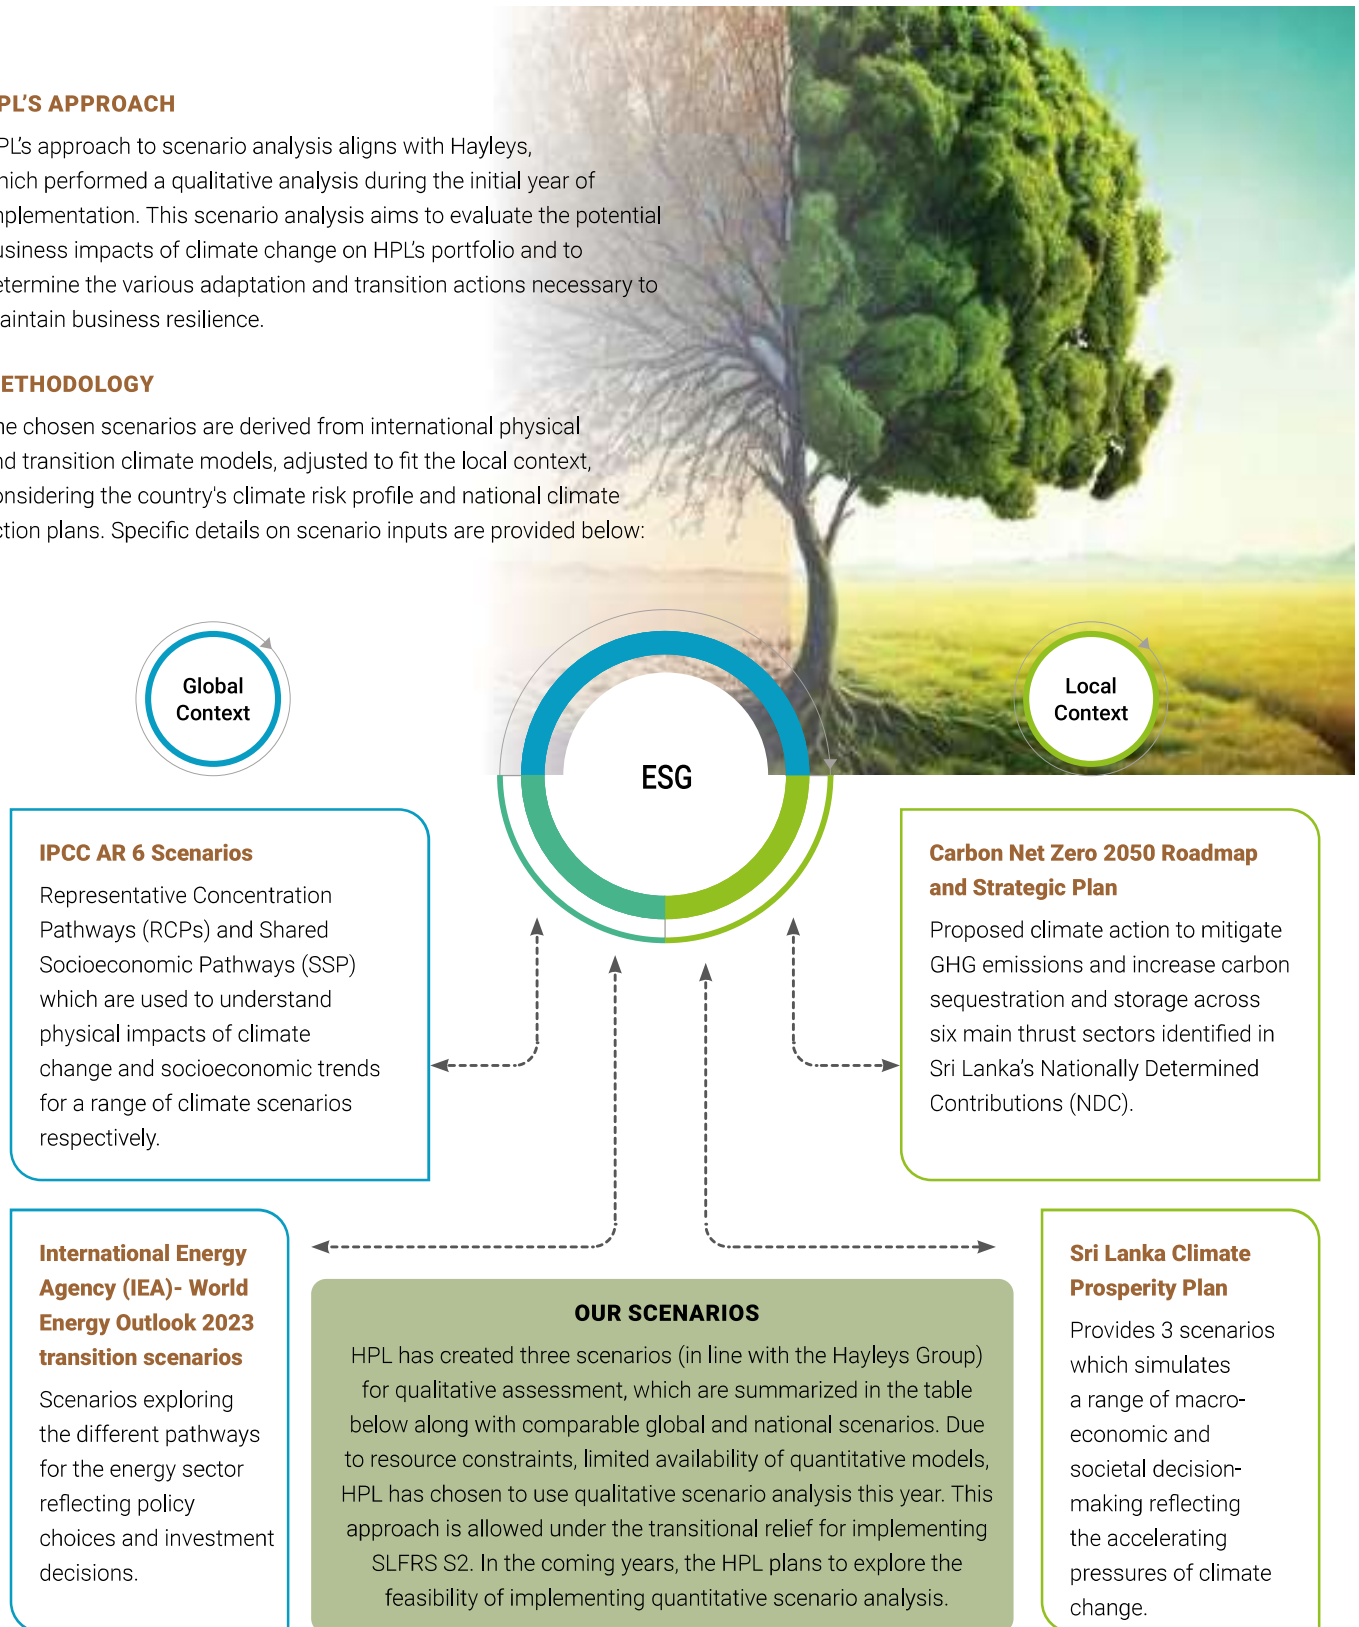 PL'S APPROACH
PL's approach to scenario analysis aligns with Hayleys,
hich performed a qualitative analysis during the initial year of
plementation. This scenario analysis aims to evaluate the potential
usiness impacts of climate change on HPL's portfolio and to
etermine the various adaptation and transition actions necessary to
aintain business resilience.
ETHODOLOGY
he chosen scenarios are derived from international physical
nd transition climate models, adjusted to fit the local context,
onsidering the country's climate risk profile and national climate
ction plans. Specific details on scenario inputs are provided below:
Global
Context
ESG
Local
Context
IPCC AR 6 Scenarios
Representative Concentration
Pathways (RCPs) and Shared
Socioeconomic Pathways (SSP)
which are used to understand
physical impacts of climate
change and socioeconomic trends
for a range of climate scenarios
respectively.
Carbon Net Zero 2050 Roadmap
and Strategic Plan
Proposed climate action to mitigate
GHG emissions and increase carbon
sequestration and storage across
six main thrust sectors identified in
Sri Lanka's Nationally Determined
Contributions (NDC).
International Energy
Agency (IEA)- World
Energy Outlook 2023
transition scenarios
Scenarios exploring
the different pathways
for the energy sector
reflecting policy
choices and investment
decisions.
OUR SCENARIOS
HPL has created three scenarios (in line with the Hayleys Group)
for qualitative assessment, which are summarized in the table
below along with comparable global and national scenarios. Due
to resource constraints, limited availability of quantitative models,
HPL has chosen to use qualitative scenario analysis this year. This
approach is allowed under the transitional relief for implementing
SLFRS S2. In the coming years, the HPL plans to explore the
feasibility of implementing quantitative scenario analysis.
Sri Lanka Climate
Prosperity Plan
Provides 3 scenarios
which simulates
a range of macro-
economic and
societal decision-
making reflecting
the accelerating
pressures of climate
change.